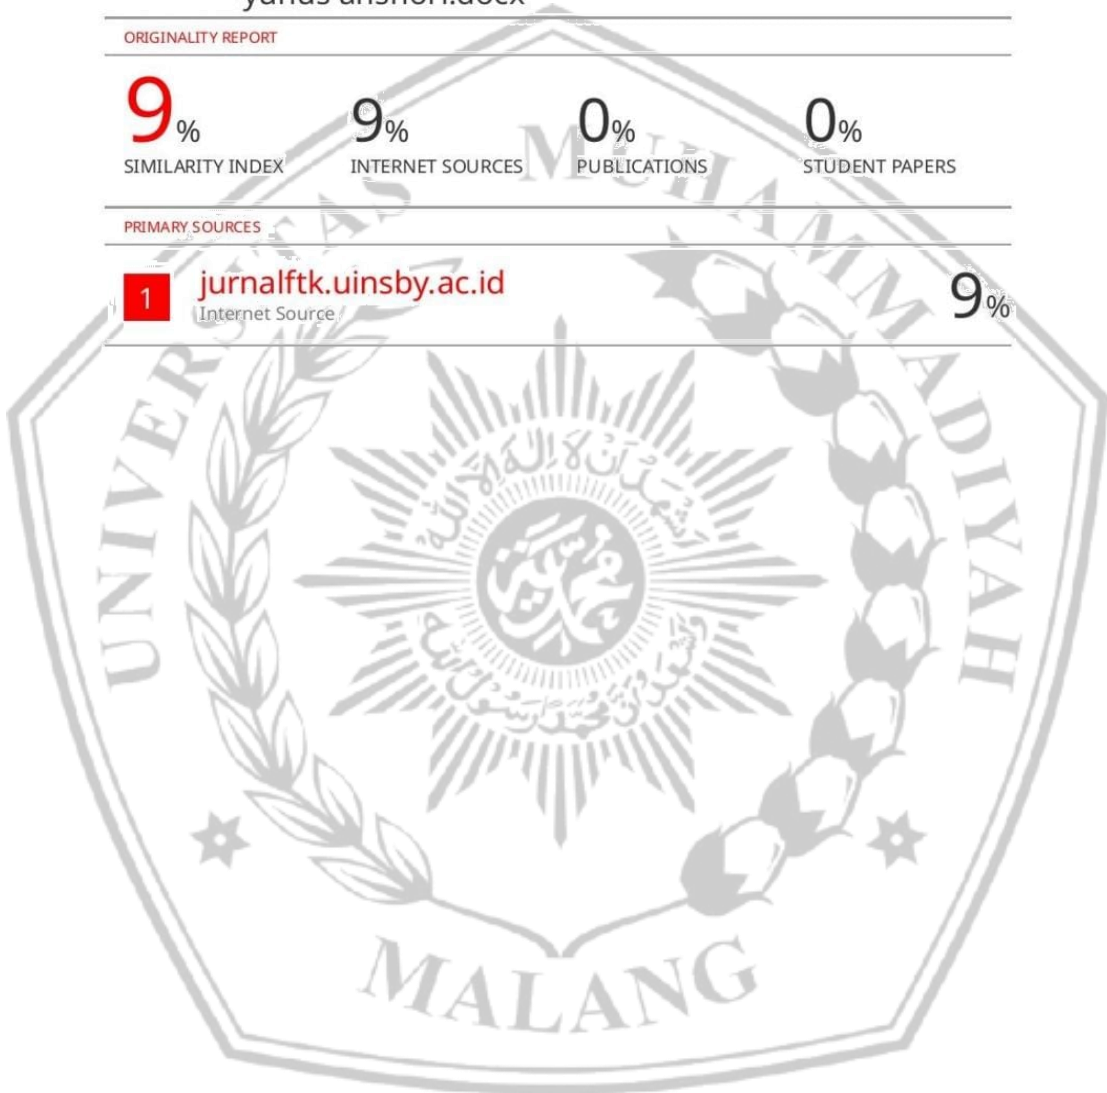 ORIGINALITY REPORT
9% 9% 0% 0%
SIMILARITY INDEX INTERNET SOURCES PUBLICATIONS STUDENT PAPERS
PRIMARY SOURCES
1 jurnalftk.uinsby.ac.id 9%
Internet Source
UNIVERSITAS MUHAMMADIYAH
MALANG